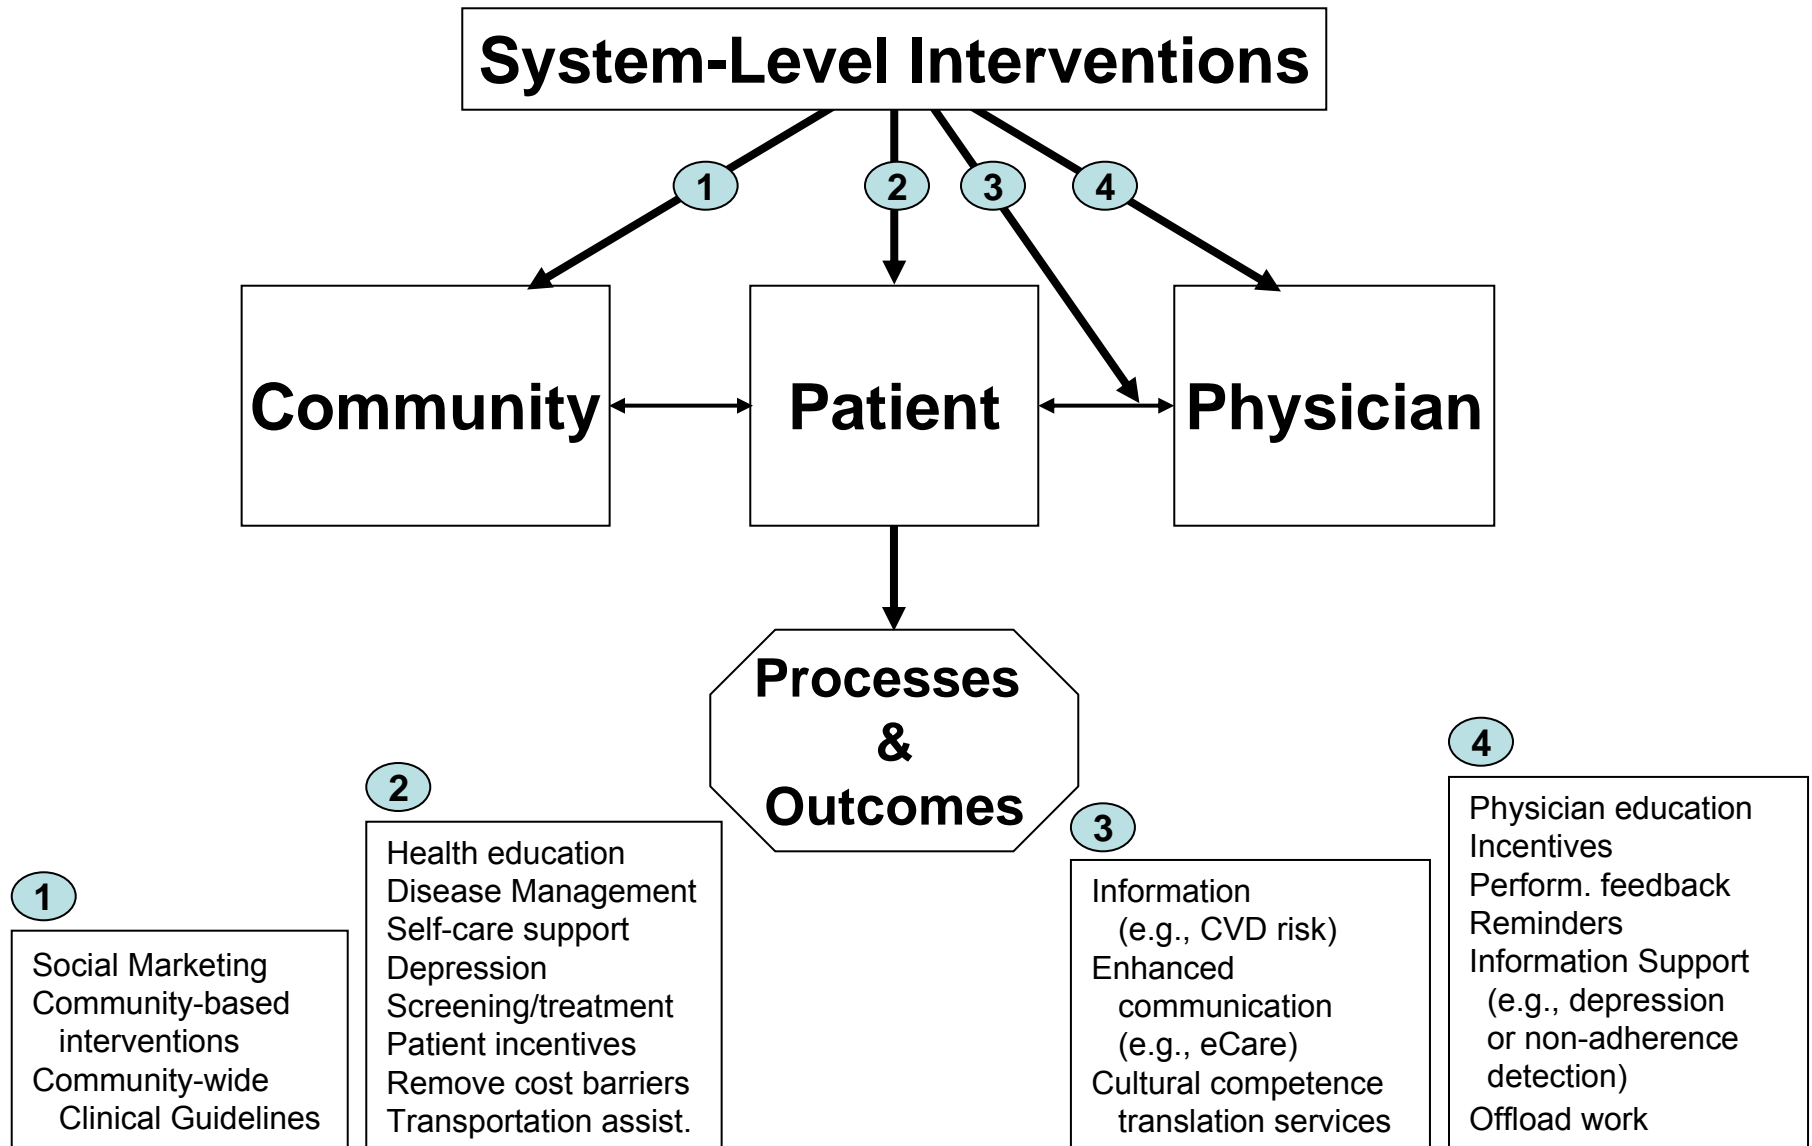 System-Level Interventions
1
2
3
4
Community
Patient
Physician
Processes
&
Outcomes
1
Social Marketing
Community-based
interventions
Community-wide
Clinical Guidelines
2
Health education
Disease Management
Self-care support
Depression
Screening/treatment
Patient incentives
Remove cost barriers
Transportation assist.
3
Information
(e.g., CVD risk)
Enhanced
communication
(e.g., eCare)
Cultural competence
translation services
4
Physician education
Incentives
Perform. feedback
Reminders
Information Support
(e.g., depression
or non-adherence
detection)
Offload work